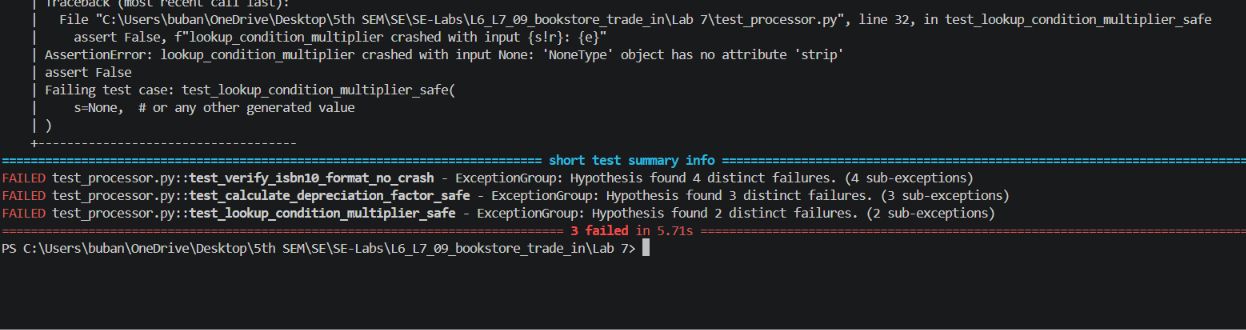 | Traceback (most recent call last):
|   File "C:\Users\buban\OneDrive\Desktop\5th SEM\SE\SE-Labs\L6_L7_09_bookstore_trade_in\Lab 7\test_processor.py", line 32, in test_lookup_condition_multiplier_safe
|     assert False, f"lookup_condition_multiplier crashed with input {s!r}: {e}"
| AssertionError: lookup_condition_multiplier crashed with input None: 'NoneType' object has no attribute 'strip'
| assert False
| Failing test case: test_lookup_condition_multiplier_safe(
|     s=None,  # or any other generated value
| )
+-----------------------------------
======================================================================= short test summary info =======================================================================
FAILED test_processor.py::test_verify_isbn10_format_no_crash - ExceptionGroup: Hypothesis found 4 distinct failures. (4 sub-exceptions)
FAILED test_processor.py::test_calculate_depreciation_factor_safe - ExceptionGroup: Hypothesis found 3 distinct failures. (3 sub-exceptions)
FAILED test_processor.py::test_lookup_condition_multiplier_safe - ExceptionGroup: Hypothesis found 2 distinct failures. (2 sub-exceptions)
========================================================================== 3 failed in 5.71s ==========================================================================
PS C:\Users\buban\OneDrive\Desktop\5th SEM\SE\SE-Labs\L6_L7_09_bookstore_trade_in\Lab 7>